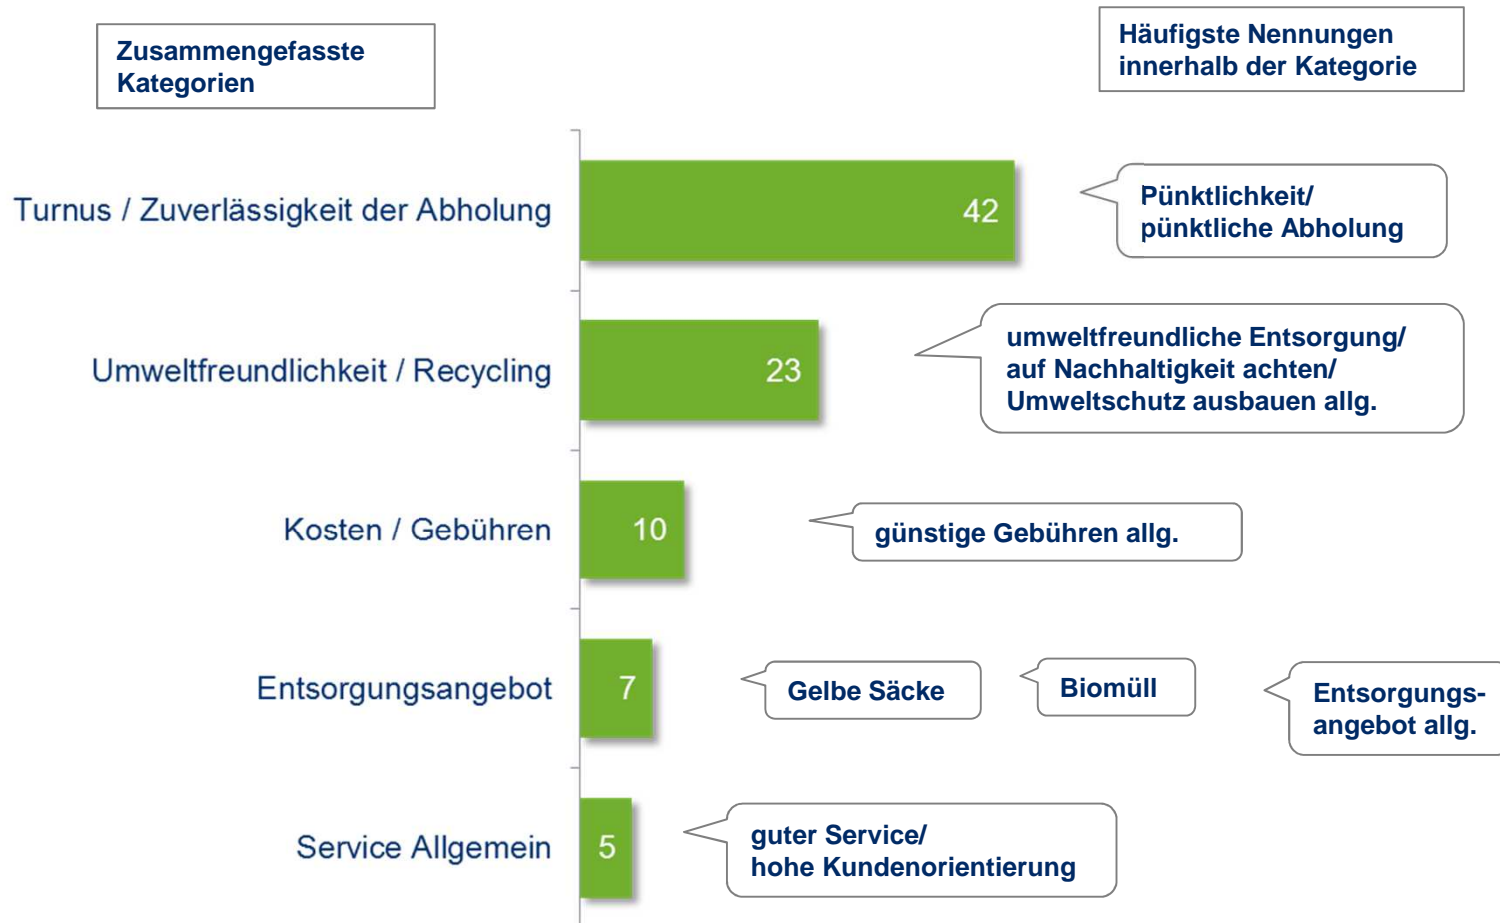 Zusammengefasste
Kategorien
Häufigste Nennungen
innerhalb der Kategorie
Turnus / Zuverlässigkeit der Abholung
42
Pünktlichkeit/
pünktliche Abholung
Umweltfreundlichkeit / Recycling
23
umweltfreundliche Entsorgung/
auf Nachhaltigkeit achten/
Umweltschutz ausbauen allg.
Kosten / Gebühren
10
günstige Gebühren allg.
Entsorgungsangebot
7
Gelbe Säcke
Biomüll
Entsorgungs-
angebot allg.
Service Allgemein
5
guter Service/
hohe Kundenorientierung